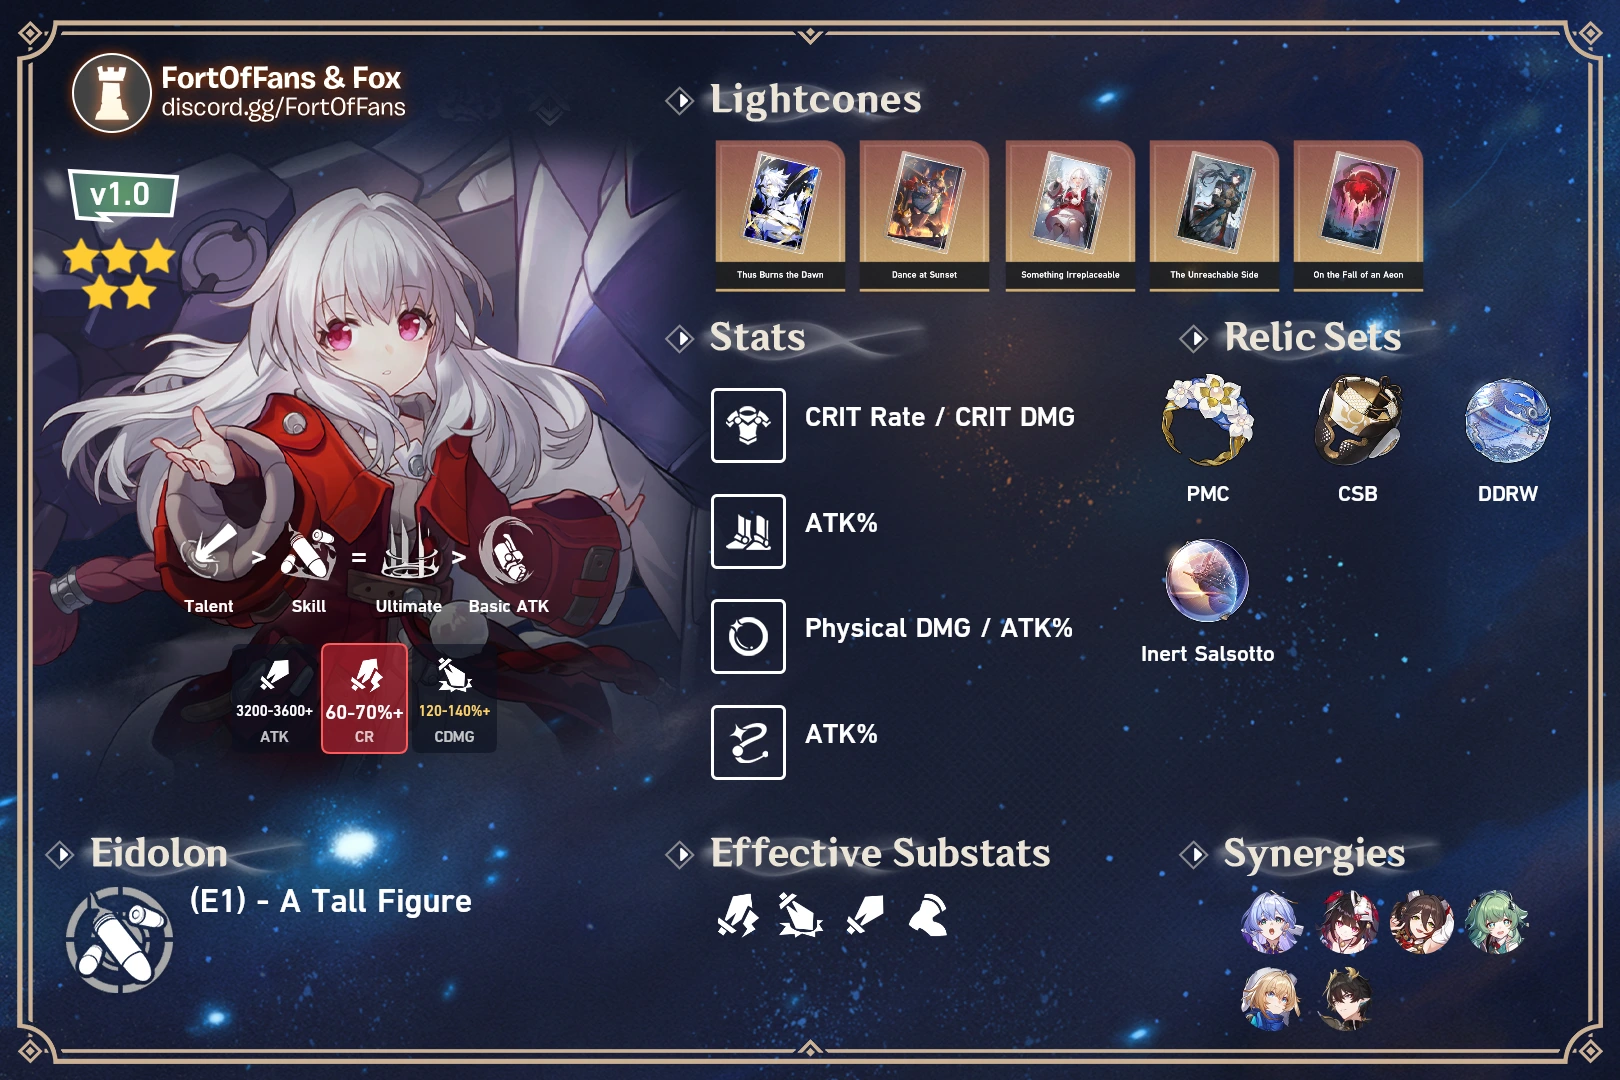 FortOfFans & Fox
discord.gg/FortOfFans
v1.0
Talent > Skill = Ultimate > Basic ATK
3200-3600+
ATK
60-70%+
CR
120-140%+
CDMG
Eidolon
(E1) - A Tall Figure
Lightcones
Thus Burns the Dawn
Dance at Sunset
Something Irreplaceable
The Unreachable Side
On the Fall of an Aeon
Stats
CRIT Rate / CRIT DMG
ATK%
Physical DMG / ATK%
ATK%
Relic Sets
PMC
CSB
DDRW
Inert Salsotto
Effective Substats
Synergies